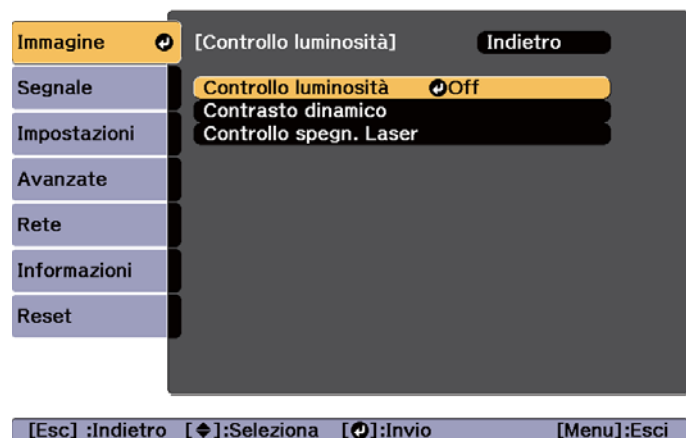 Immagine
Segnale
Impostazioni
Avanzate
Rete
Informazioni
Reset
[Controllo luminosità] Indietro
Controllo luminosità Off
Contrasto dinamico
Controllo spegn. Laser
[Esc] :Indietro [ ]:Seleziona [ ]:Invio [Menu]:Esci